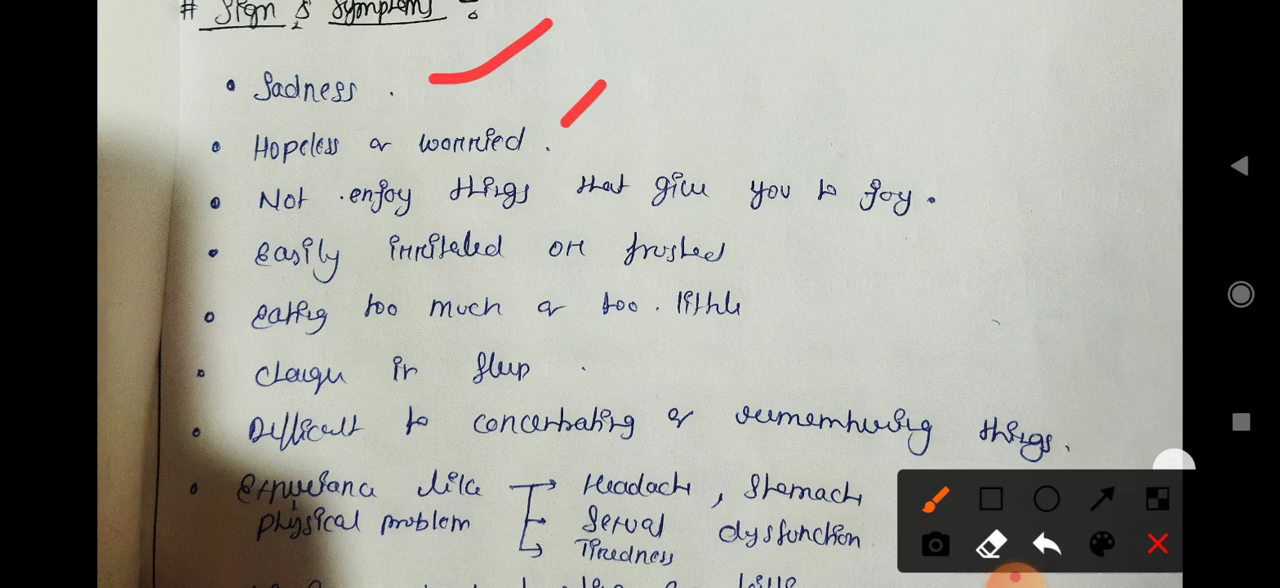 # Sign & Symptoms :
• Sadness .
• Hopeless or worried .
• Not enjoy things that give you to joy .
• Easily irritated or frusted
• Eating too much or too little
• Change in sleep .
• Difficult to concentrating or remembering things .
• Experiance like → Headach , Stomach
physical problem → Sexual dysfunction
→ Tiredness